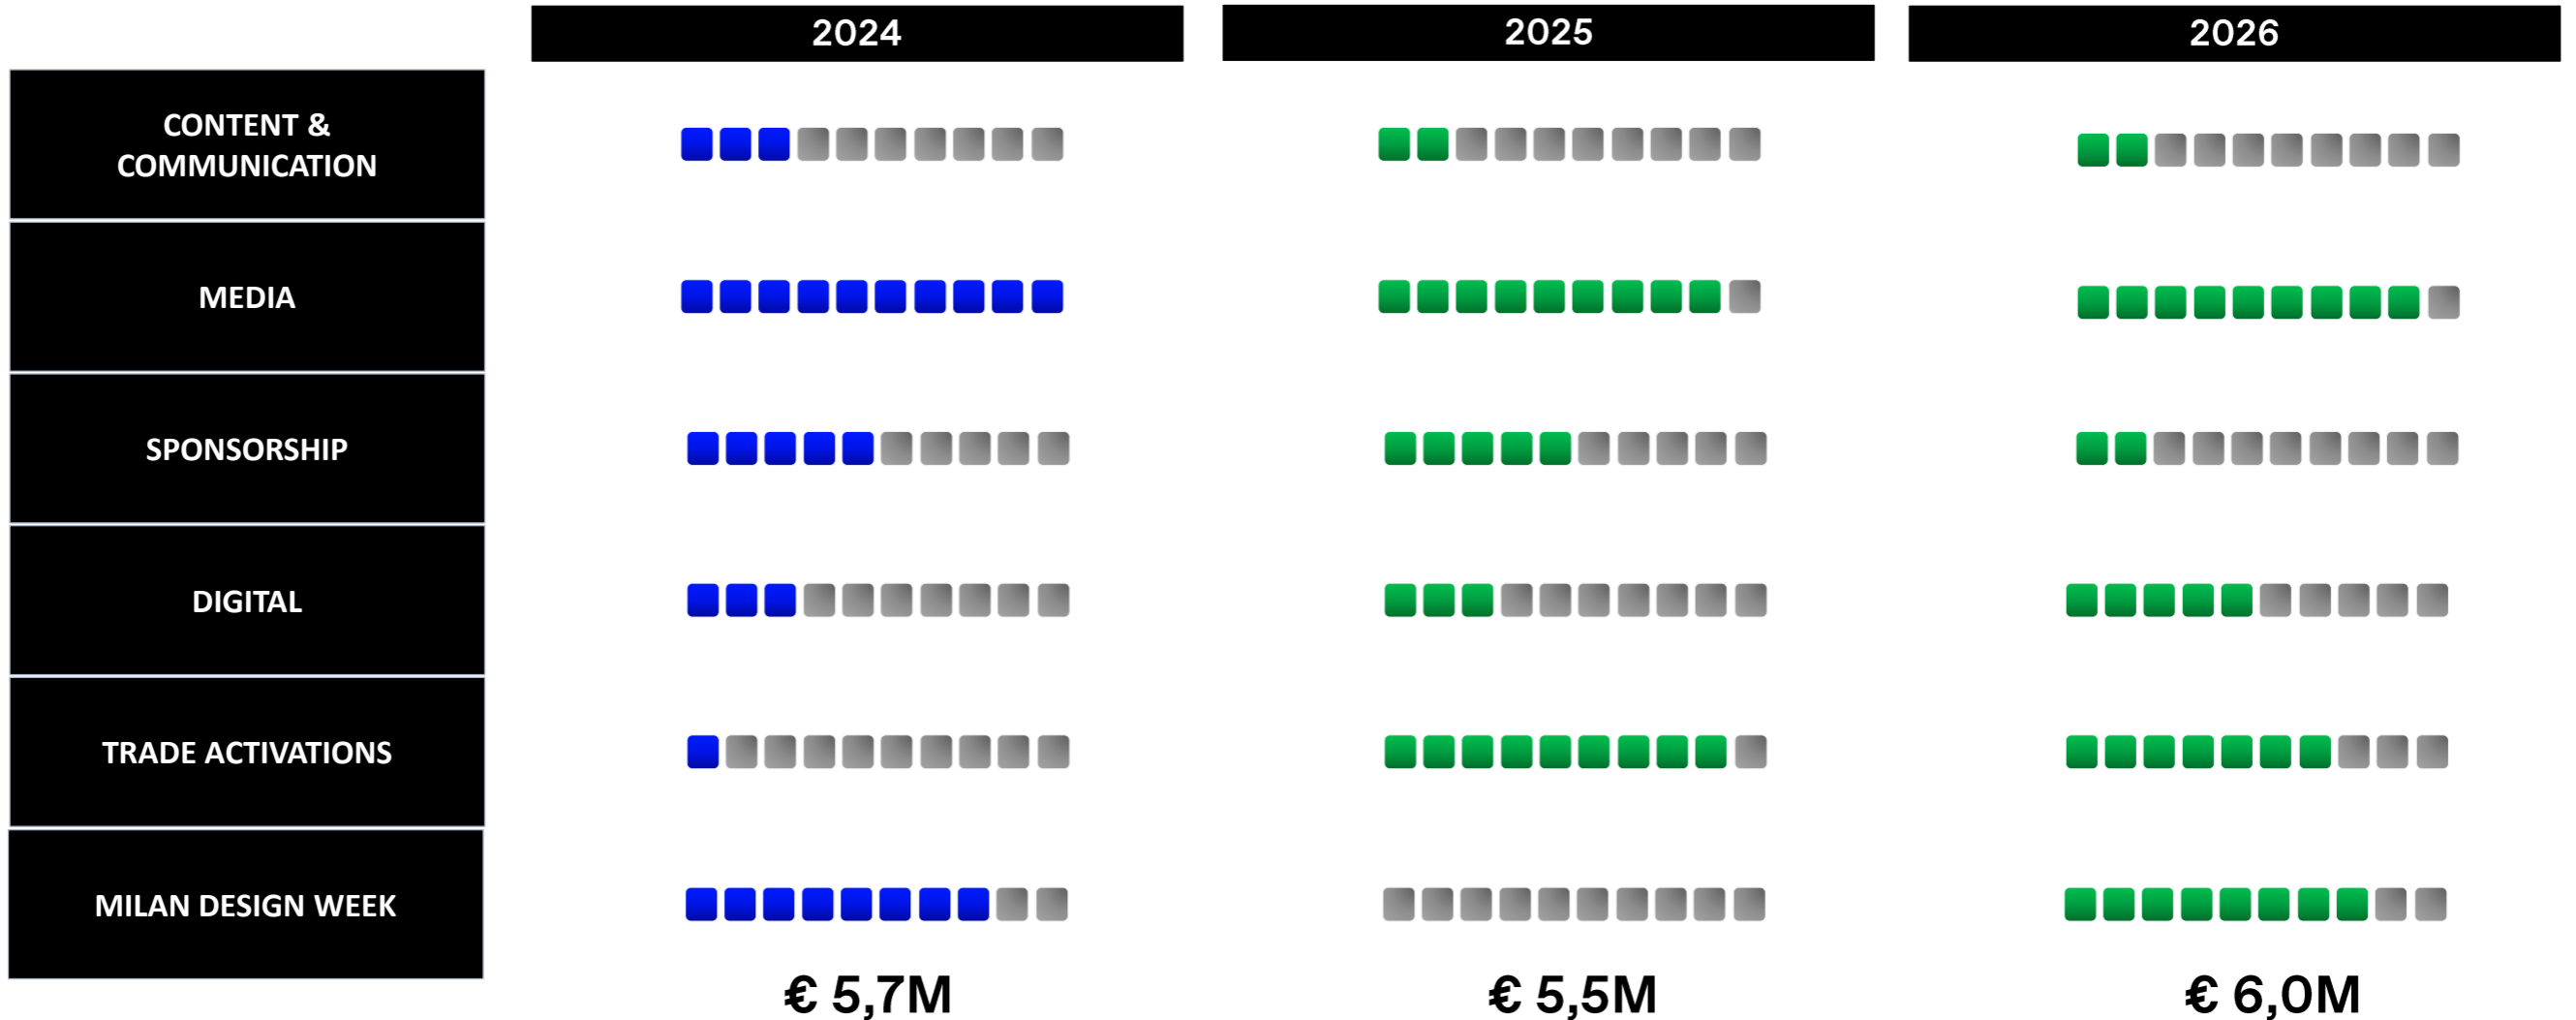 2024
2025
2026
CONTENT &
COMMUNICATION
MEDIA
SPONSORSHIP
DIGITAL
TRADE ACTIVATIONS
MILAN DESIGN WEEK
€ 5,7M
€ 5,5M
€ 6,0M